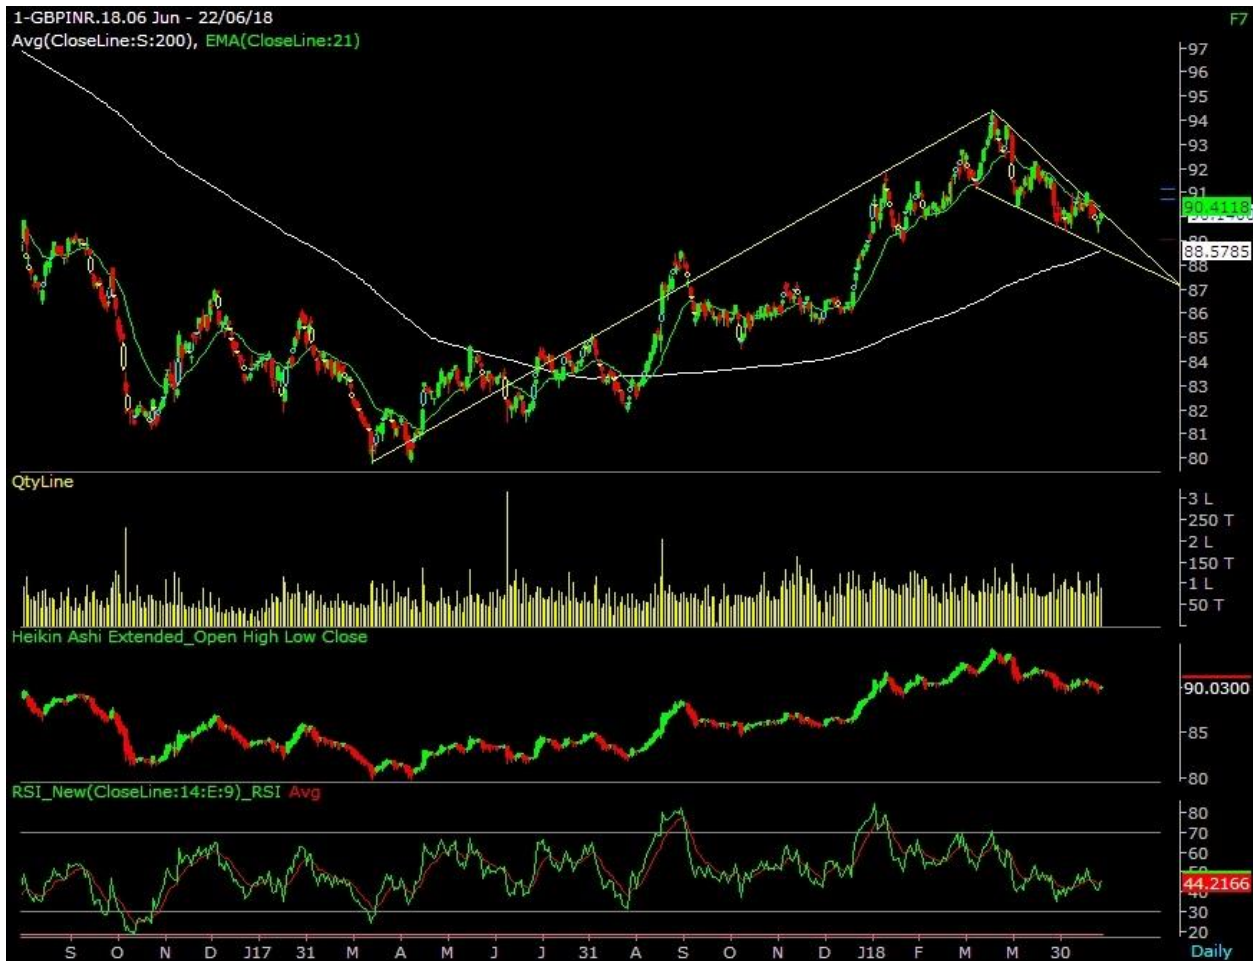 1-GBPINR.18.06 Jun - 22/06/18
F7
Avg(CloseLine:S:200), EMA(CloseLine:21)
97
96
95
94
93
92
91
90.4118
88.5785
88
87
86
85
84
83
82
81
80
QtyLine
3 L
250 T
2 L
150 T
1 L
50 T
Heikin Ashi Extended_Open High Low Close
90.0300
85
80
RSI_New(CloseLine:14:E:9)_RSI Avg
80
70
60
44.2166
30
20
S O N D J17 31 M A M J J 31 A S O N D J18 F M M 30 Daily